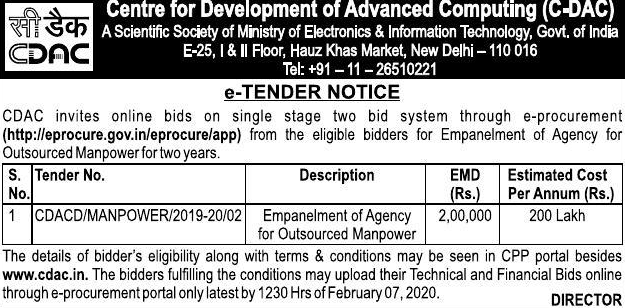 सी डैक
CDAC
Centre for Development of Advanced Computing (C-DAC)
A Scientific Society of Ministry of Electronics & Information Technology, Govt. of India
E-25, I & II Floor, Hauz Khas Market, New Delhi – 110 016
Tel: +91 – 11 – 26510221
e-TENDER NOTICE
CDAC invites online bids on single stage two bid system through e-procurement
(http://eprocure.gov.in/eprocure/app) from the eligible bidders for Empanelment of Agency for
Outsourced Manpower for two years.
S. No. Tender No. Description EMD (Rs.) Estimated Cost Per Annum (Rs.)
1 CDACD/MANPOWER/2019-20/02 Empanelment of Agency for Outsourced Manpower 2,00,000 200 Lakh
The details of bidder's eligibility along with terms & conditions may be seen in CPP portal besides
www.cdac.in. The bidders fulfilling the conditions may upload their Technical and Financial Bids online
through e-procurement portal only latest by 1230 Hrs of February 07, 2020.
DIRECTOR